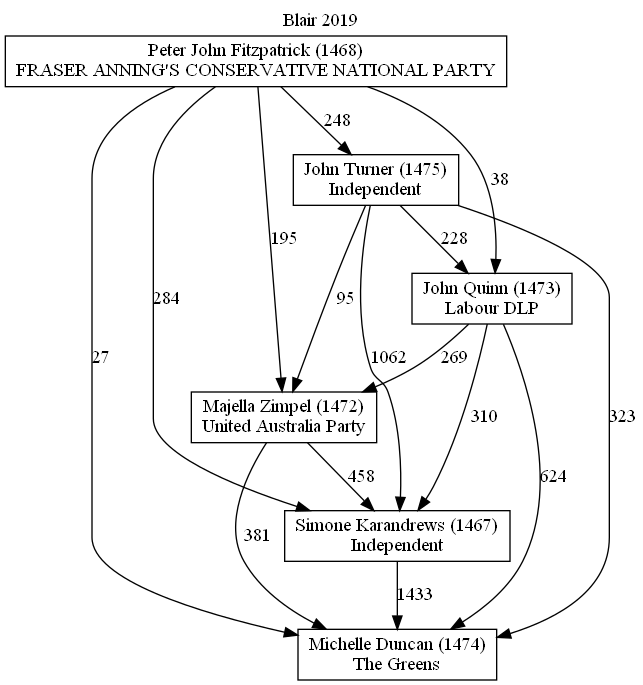 Blair 2019
Peter John Fitzpatrick (1468)
FRASER ANNING'S CONSERVATIVE NATIONAL PARTY
248
John Turner (1475)
Independent
38
195
228
284
95
John Quinn (1473)
Labour DLP
27
1062
269
Majella Zimpel (1472)
United Australia Party
310
323
458
624
Simone Karandrews (1467)
Independent
381
1433
Michelle Duncan (1474)
The Greens